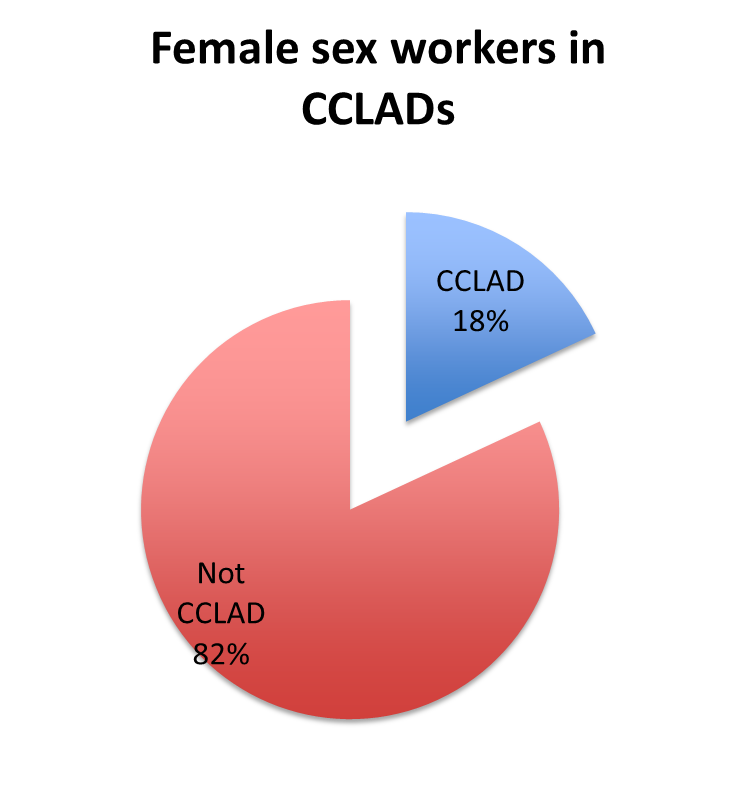 Female sex workers in
CCLADs
CCLAD
18%
Not
CCLAD
82%